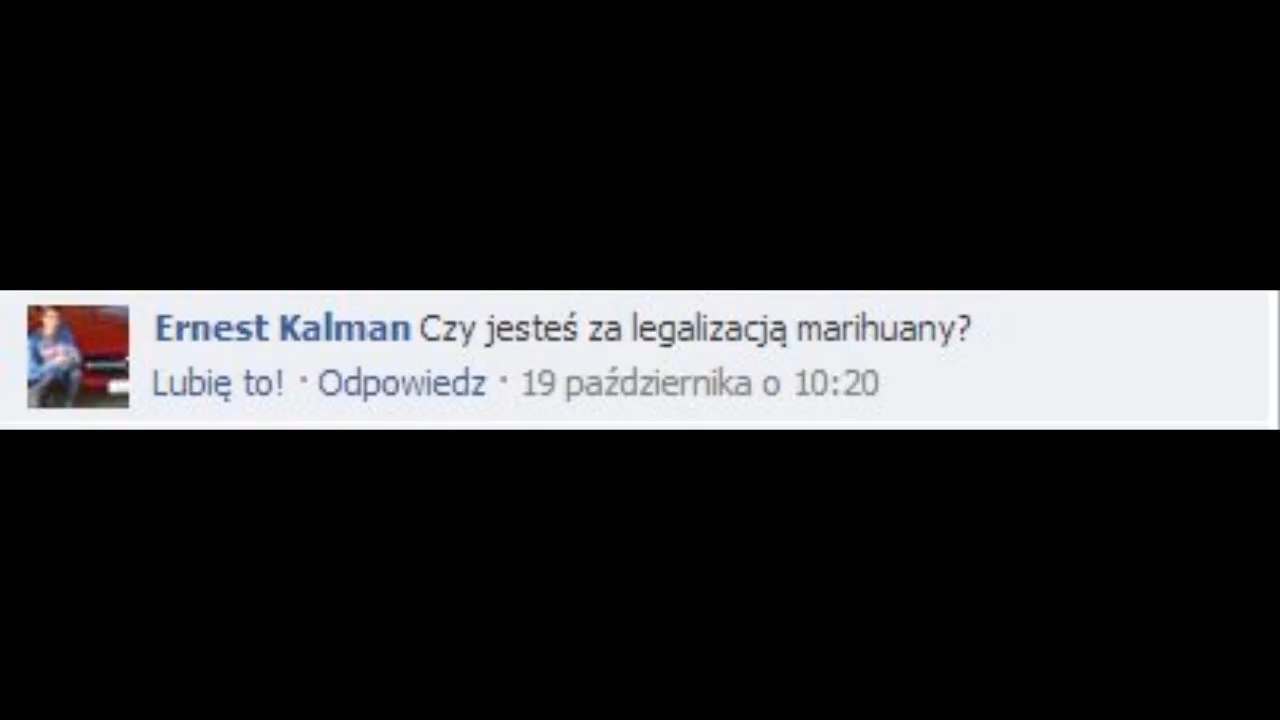 Ernest Kalman Czy jesteś za legalizacją marihuany?
Lubię to! · Odpowiedz · 19 października o 10:20